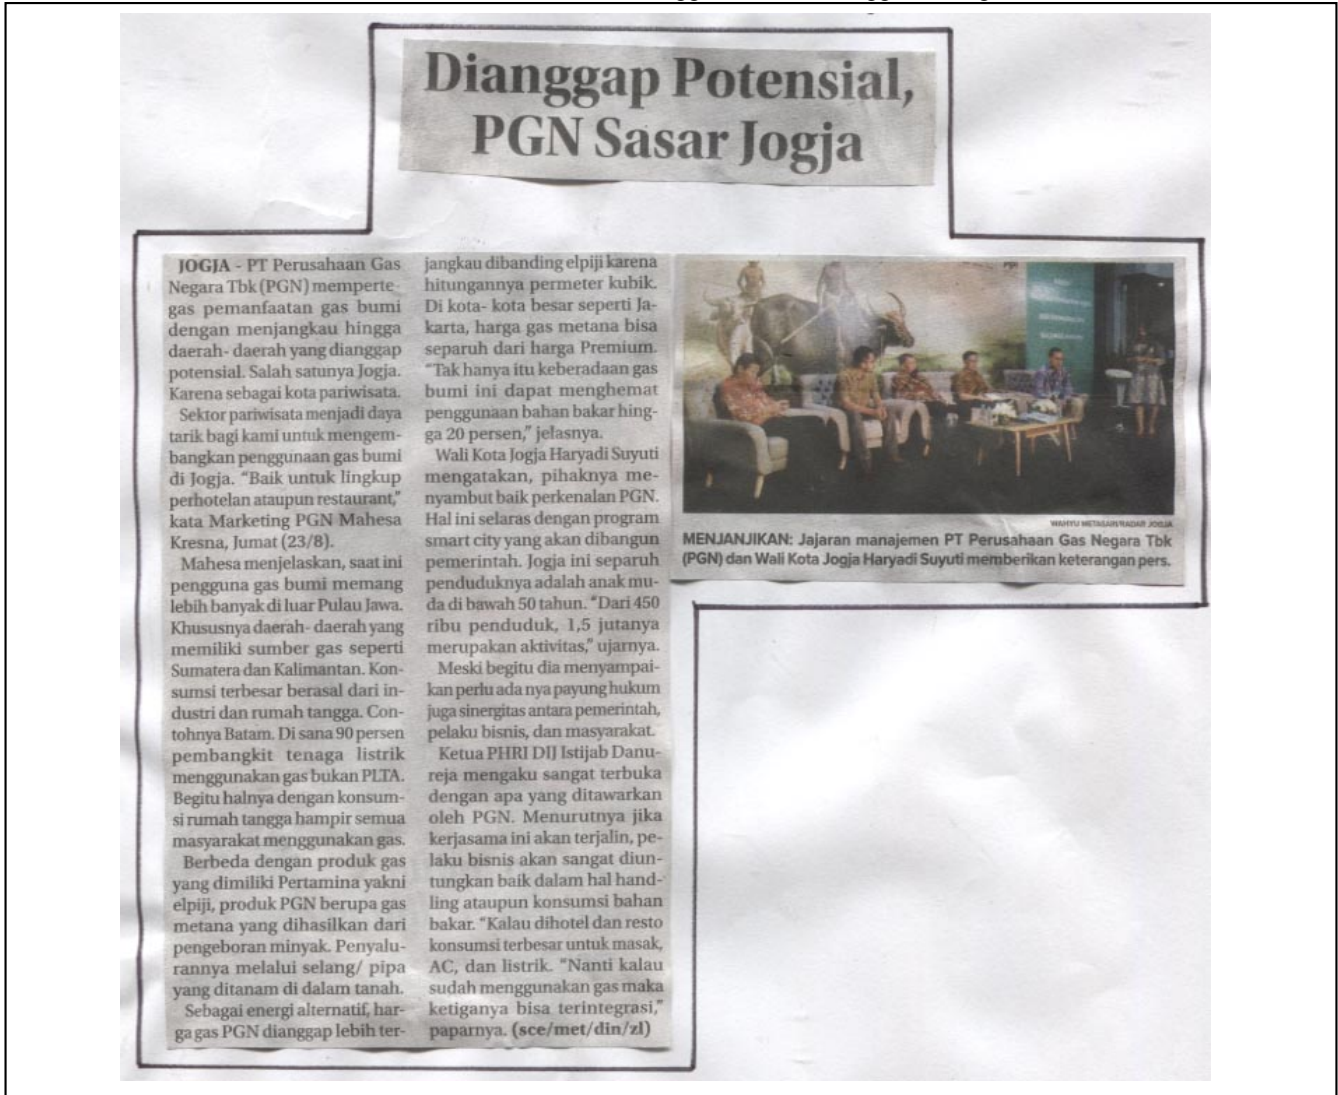 Dianggap Potensial,
PGN Sasar Jogja
JOGJA - PT Perusahaan Gas
Negara Tbk (PGN) memperte-
gas pemanfaatan gas bumi
dengan menjangkau hingga
daerah- daerah yang dianggap
potensial. Salah satunya Jogja.
Karena sebagai kota pariwisata.
Sektor pariwisata menjadi daya
tarik bagi kami untuk mengem-
bangkan penggunaan gas bumi
di Jogja. “Baik untuk lingkup
perhotelan ataupun restaurant,”
kata Marketing PGN Mahesa
Kresna, Jumat (23/8).
Mahesa menjelaskan, saat ini
pengguna gas bumi memang
lebih banyak di luar Pulau Jawa.
Khususnya daerah- daerah yang
memiliki sumber gas seperti
Sumatera dan Kalimantan. Kon-
sumsi terbesar berasal dari in-
dustri dan rumah tangga. Con-
tohnya Batam. Di sana 90 persen
pembangkit tenaga listrik
menggunakan gas bukan PLTA.
Begitu halnya dengan konsum-
si rumah tangga hampir semua
masyarakat menggunakan gas.
Berbeda dengan produk gas
yang dimiliki Pertamina yakni
elpiji, produk PGN berupa gas
metana yang dihasilkan dari
pengeboran minyak. Penyalu-
rannya melalui selang/ pipa
yang ditanam di dalam tanah.
Sebagai energi alternatif, har-
ga gas PGN dianggap lebih ter-
jangkau dibanding elpiji karena
hitungannya permeter kubik.
Di kota- kota besar seperti Ja-
karta, harga gas metana bisa
separuh dari harga Premium.
“Tak hanya itu keberadaan gas
bumi ini dapat menghemat
penggunaan bahan bakar hing-
ga 20 persen,” jelasnya.
Wali Kota Jogja Haryadi Suyuti
mengatakan, pihaknya me-
nyambut baik perkenalan PGN.
Hal ini selaras dengan program
smart city yang akan dibangun
pemerintah. Jogja ini separuh
penduduknya adalah anak mu-
da di bawah 50 tahun. “Dari 450
ribu penduduk, 1,5 jutanya
merupakan aktivitas,” ujarnya.
Meski begitu dia menyampai-
kan perlu ada nya payung hukum
juga sinergitas antara pemerintah,
pelaku bisnis, dan masyarakat.
Ketua PHRI DIJ Istijab Danu-
reja mengaku sangat terbuka
dengan apa yang ditawarkan
oleh PGN. Menurutnya jika
kerjasama ini akan terjalin, pe-
laku bisnis akan sangat diun-
tungkan baik dalam hal hand-
ling ataupun konsumsi bahan
bakar. “Kalau dihotel dan resto
konsumsi terbesar untuk masak,
AC, dan listrik. “Nanti kalau
sudah menggunakan gas maka
ketiganya bisa terintegrasi,”
paparnya. (sce/met/din/zl)
WAHYU METASARI/RADAR JOGJA
MENJANJIKAN: Jajaran manajemen PT Perusahaan Gas Negara Tbk
(PGN) dan Wali Kota Jogja Haryadi Suyuti memberikan keterangan pers.